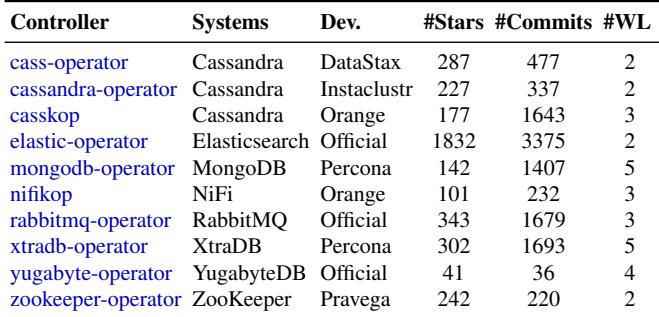 Controller Systems Dev. #Stars #Commits #WL
cass-operator Cassandra DataStax 287 477 2
cassandra-operator Cassandra Instaclustr 227 337 2
casskop Cassandra Orange 177 1643 3
elastic-operator Elasticsearch Official 1832 3375 2
mongodb-operator MongoDB Percona 142 1407 5
nifikop NiFi Orange 101 232 3
rabbitmq-operator RabbitMQ Official 343 1679 3
xtradb-operator XtraDB Percona 302 1693 5
yugabyte-operator YugabyteDB Official 41 36 4
zookeeper-operator ZooKeeper Pravega 242 220 2